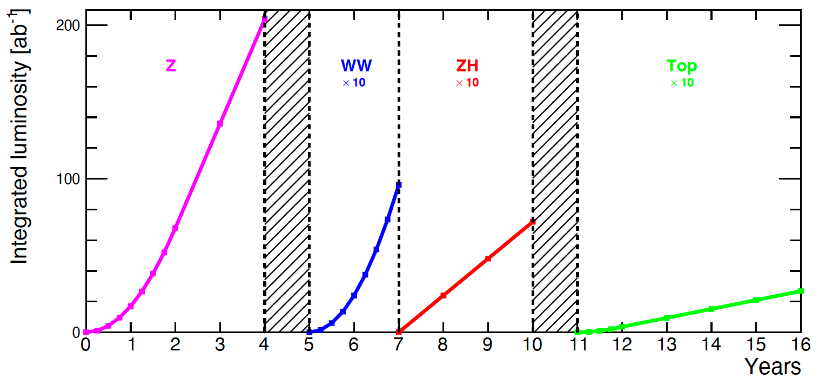 Integrated luminosity [ab⁻¹]
200
100
0
Z
WW
× 10
ZH
× 10
Top
× 10
0 1 2 3 4 5 6 7 8 9 10 11 12 13 14 15 16
Years